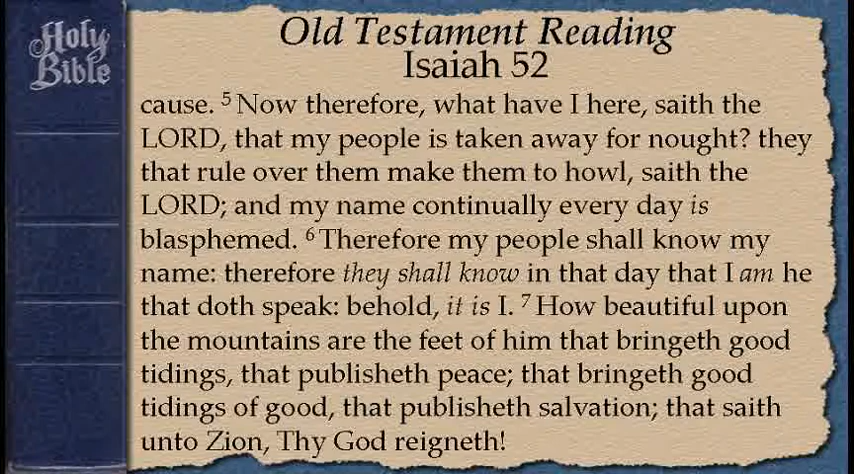 Holy
Bible
Old Testament Reading
Isaiah 52
cause. ⁵ Now therefore, what have I here, saith the
LORD, that my people is taken away for nought? they
that rule over them make them to howl, saith the
LORD; and my name continually every day is
blasphemed. ⁶ Therefore my people shall know my
name: therefore they shall know in that day that I am he
that doth speak: behold, it is I. ⁷ How beautiful upon
the mountains are the feet of him that bringeth good
tidings, that publisheth peace; that bringeth good
tidings of good, that publisheth salvation; that saith
unto Zion, Thy God reigneth!